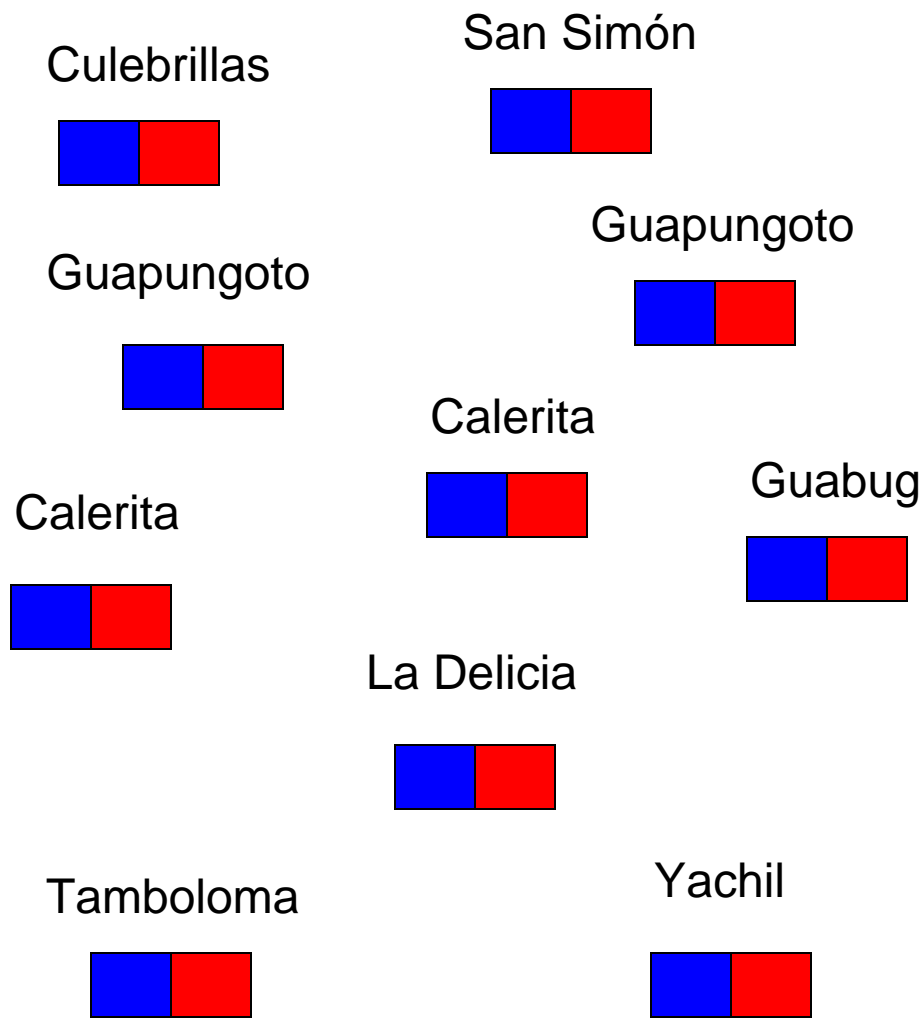 San Simón
Culebrillas
Guapungoto
Guapungoto
Calerita
Guabug
Calerita
La Delicia
Yachil
Tamboloma